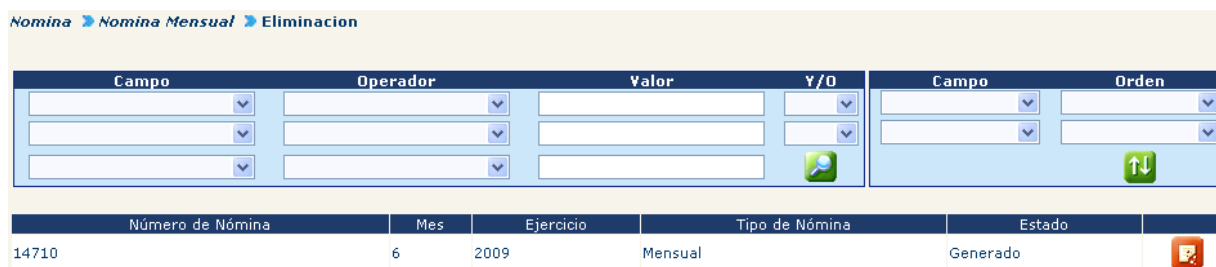 Nomina Nomina Mensual Eliminacion
Campo Operador Valor Y/O Campo Orden
Número de Nómina Mes Ejercicio Tipo de Nómina Estado
14710 6 2009 Mensual Generado